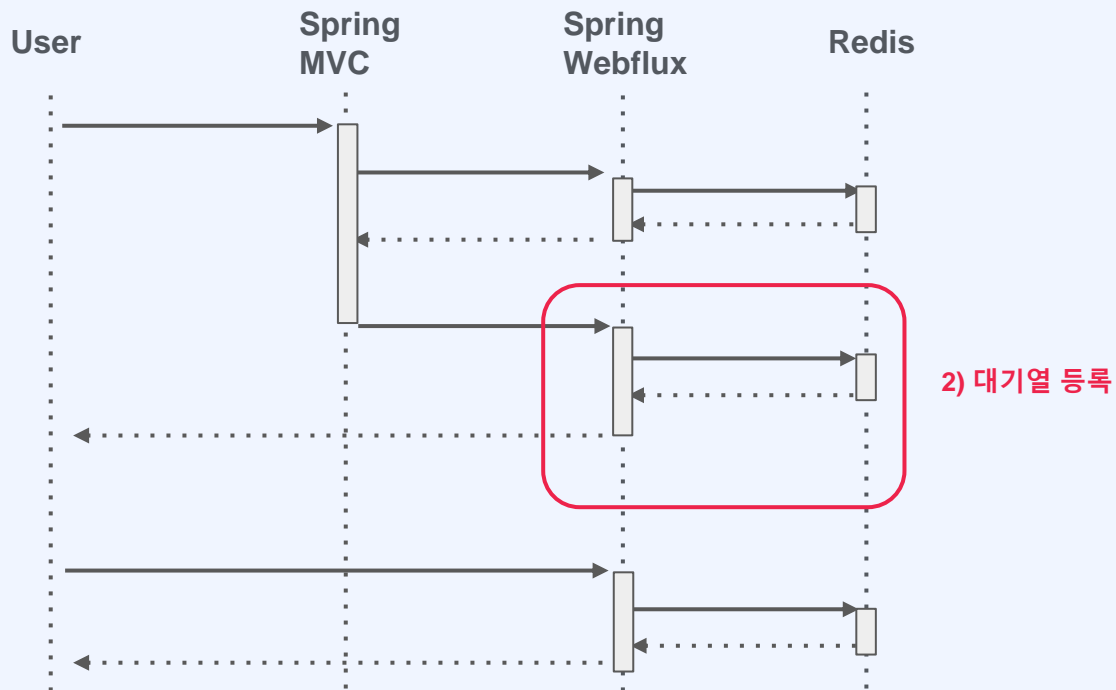 User
Spring
MVC
Spring
Webflux
Redis
2) 대기열 등록